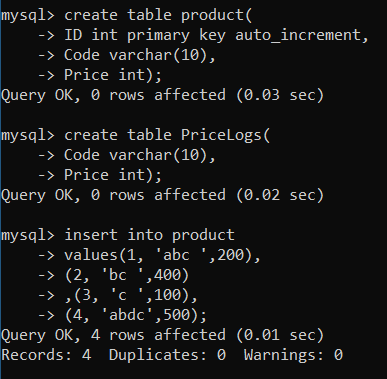 mysql> create table product(
    -> ID int primary key auto_increment,
    -> Code varchar(10),
    -> Price int);
Query OK, 0 rows affected (0.03 sec)

mysql> create table PriceLogs(
    -> Code varchar(10),
    -> Price int);
Query OK, 0 rows affected (0.02 sec)

mysql> insert into product
    -> values(1, 'abc ',200),
    -> (2, 'bc ',400)
    -> ,(3, 'c ',100),
    -> (4, 'abdc',500);
Query OK, 4 rows affected (0.01 sec)
Records: 4  Duplicates: 0  Warnings: 0